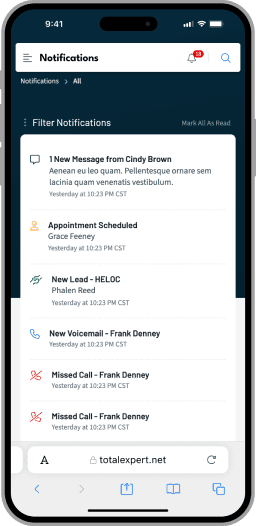 9:41
Notifications
18
Notifications > All
Filter Notifications
Mark All As Read
1 New Message from Cindy Brown
Aenean eu leo quam. Pellentesque ornare sem
lacinia quam venenatis vestibulum.
Yesterday at 10:23 PM CST
Appointment Scheduled
Grace Feeney
Yesterday at 10:23 PM CST
New Lead - HELOC
Phalen Reed
Yesterday at 10:23 PM CST
New Voicemail - Frank Denney
Yesterday at 10:23 PM CST
Missed Call - Frank Denney
Yesterday at 10:23 PM CST
Missed Call - Frank Denney
Yesterday at 10:23 PM CST
A
totalexpert.net